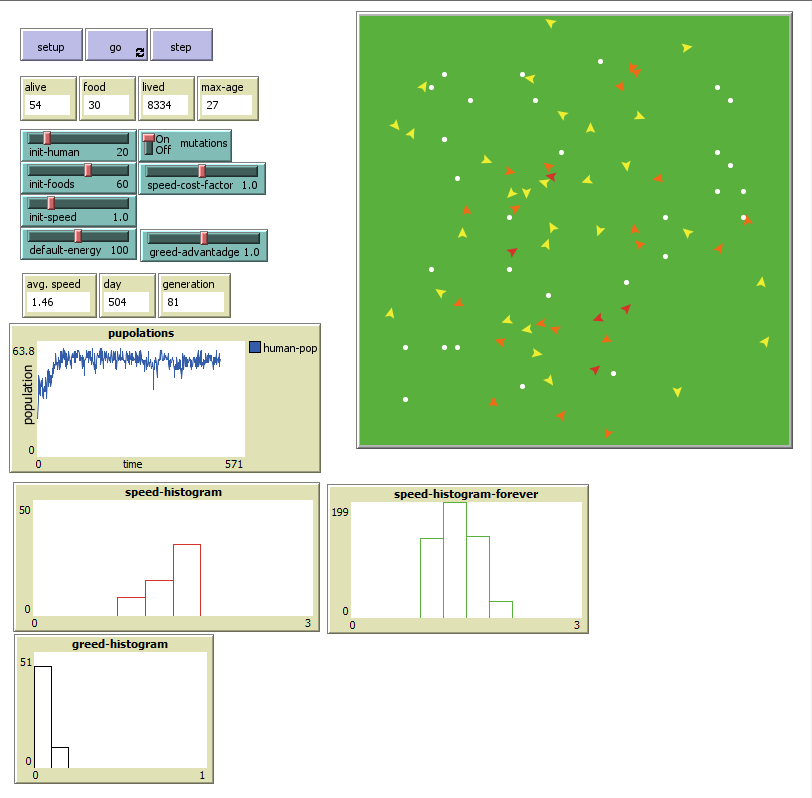 setup
go
step
alive
54
food
30
lived
8334
max-age
27
init-human 20
On
Off
mutations
init-foods 60
speed-cost-factor 1.0
init-speed 1.0
default-energy 100
greed-advantadge 1.0
avg. speed
1.46
day
504
generation
81
pupolations
63.8
population
0
0
time
571
human-pop
speed-histogram
50
0
0
3
speed-histogram-forever
199
0
0
3
greed-histogram
51
0
0
1